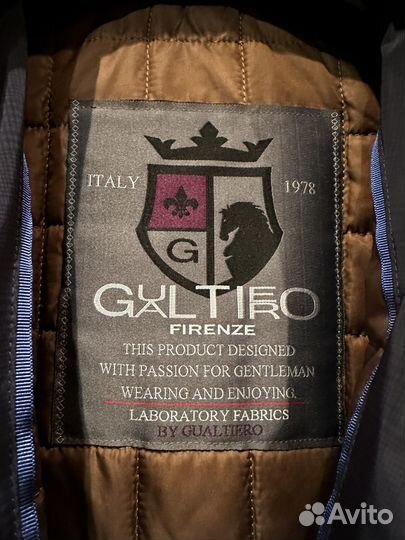 ITALY 1978
G
GUALTIERO
FIRENZE
THIS PRODUCT DESIGNED
WITH PASSION FOR GENTLEMAN
WEARING AND ENJOYING.
LABORATORY FABRICS
BY GUALTIERO
Avito